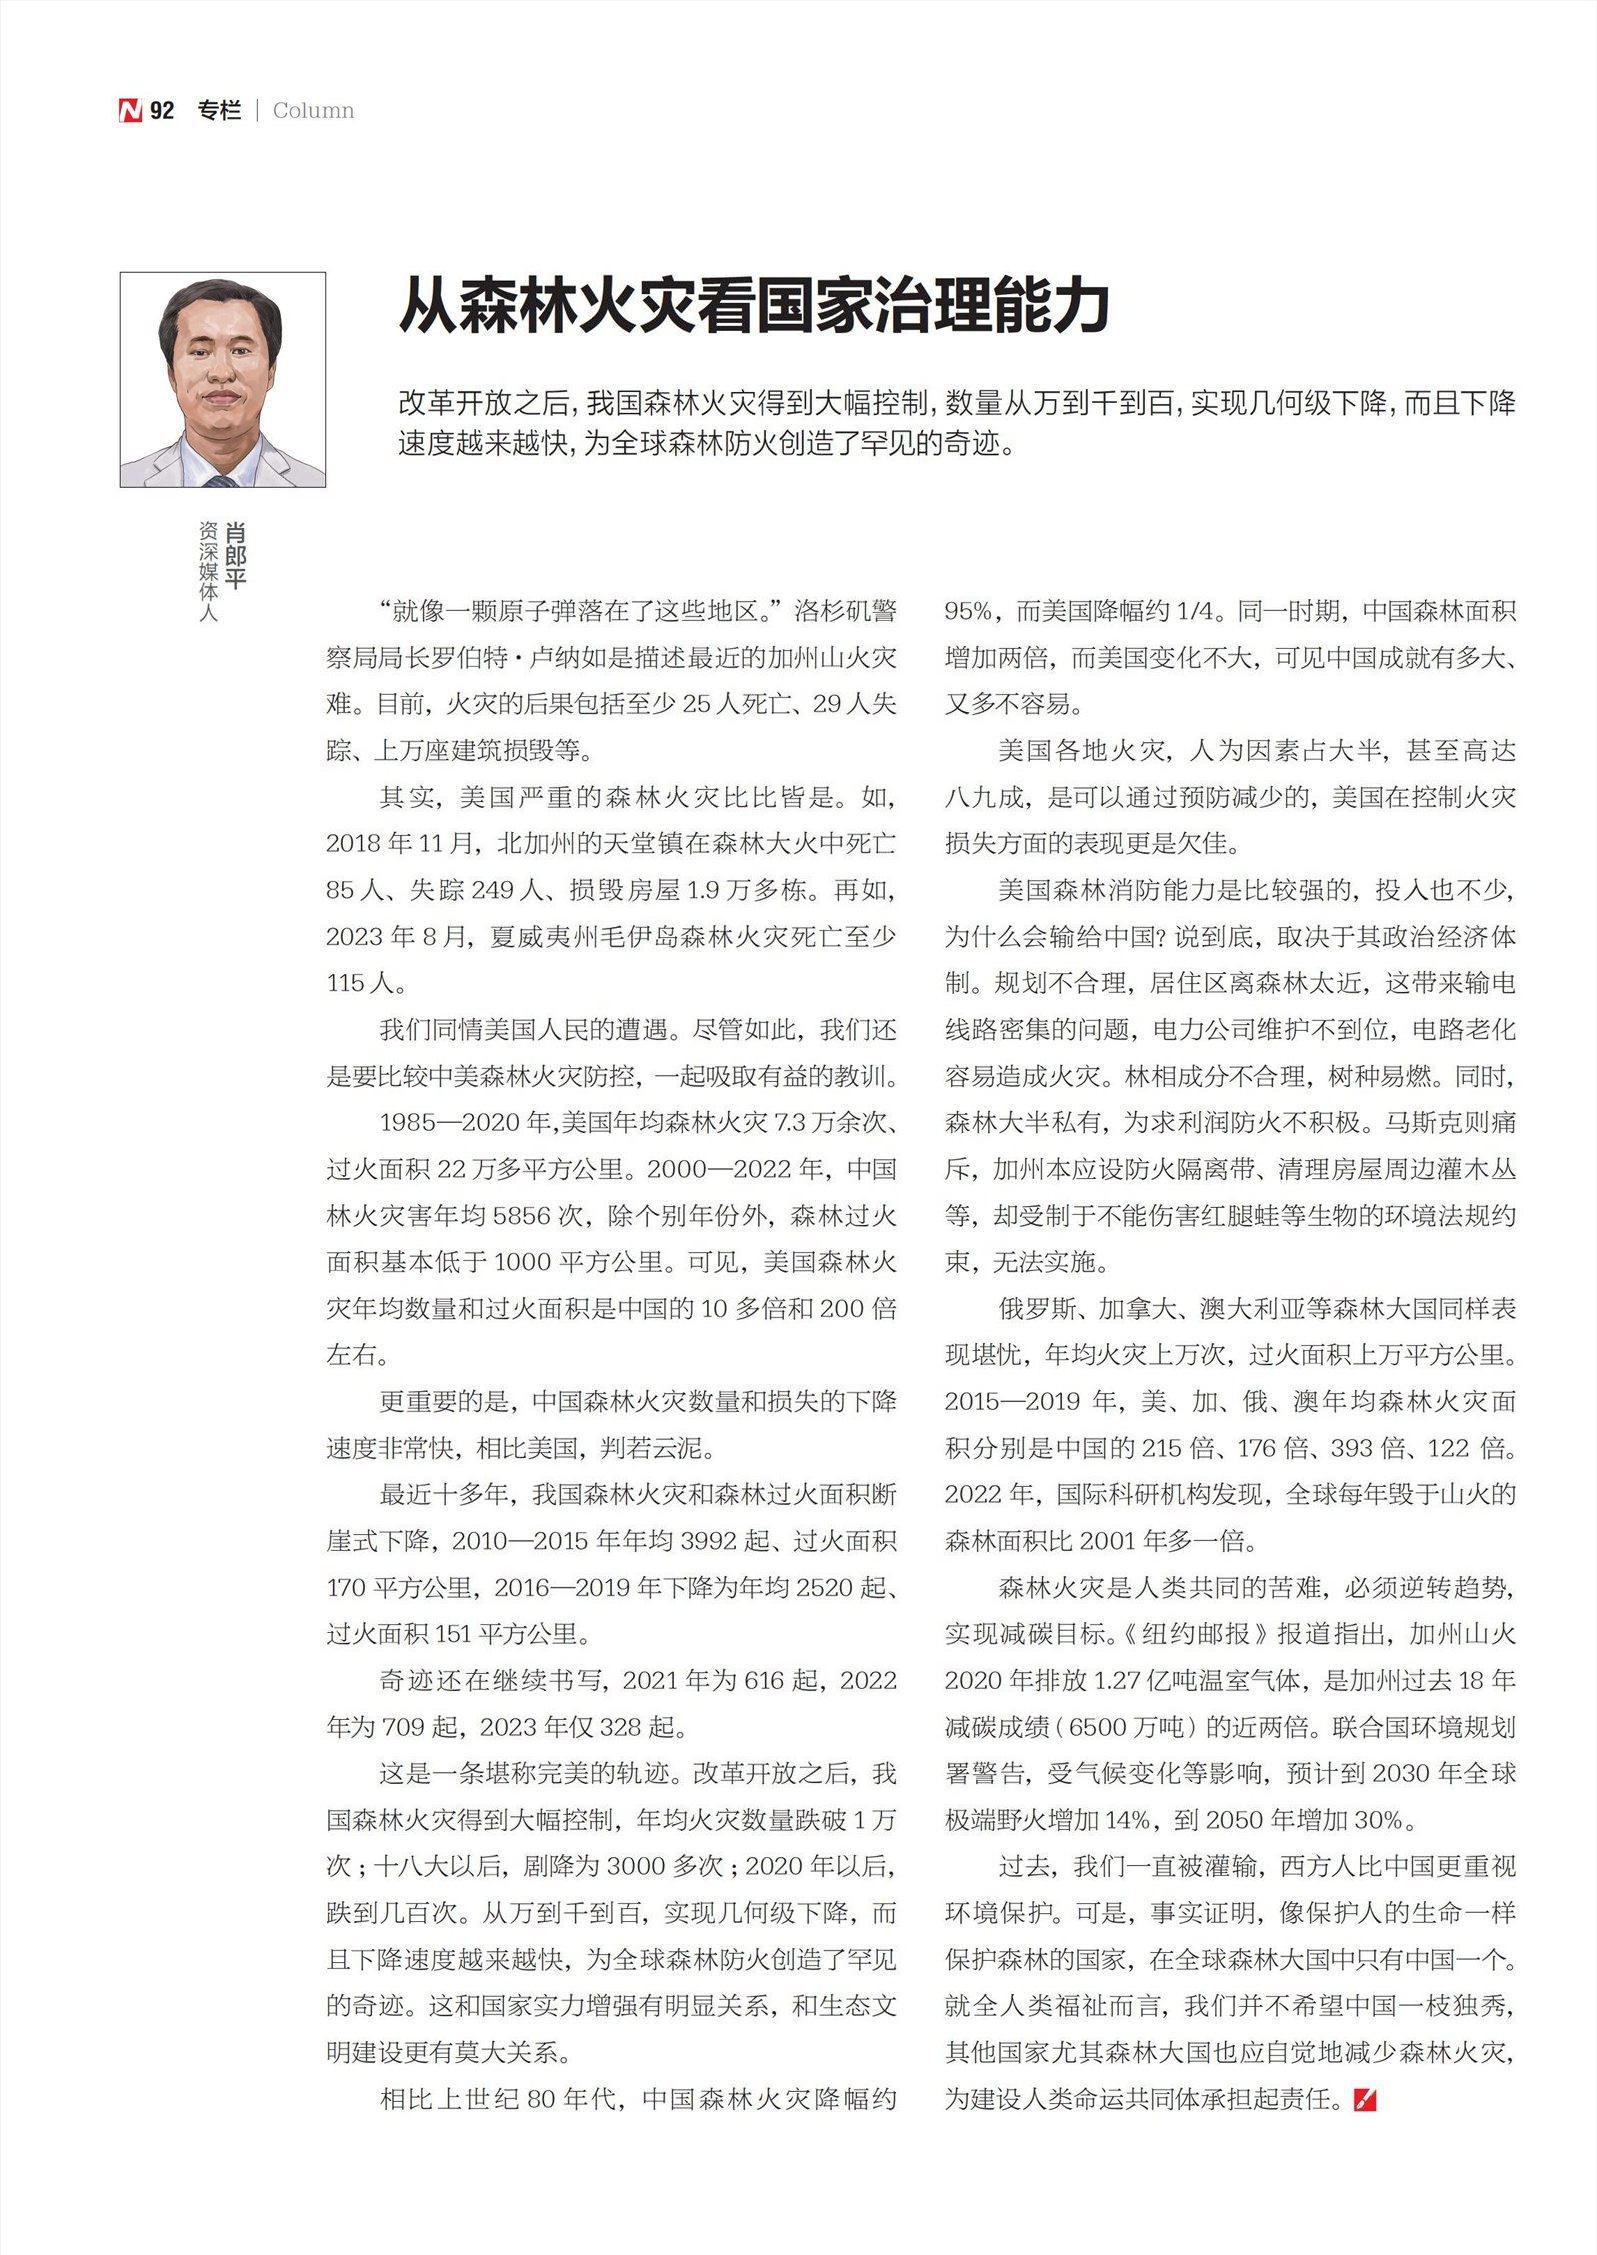 92 专栏 | Column
从森林火灾看国家治理能力
改革开放之后，我国森林火灾得到大幅控制，数量从万到千到百，实现几何级下降，而且下降
速度越来越快，为全球森林防火创造了罕见的奇迹。
肖郎平
资深媒体人
“就像一颗原子弹落在了这些地区。”洛杉矶警
察局局长罗伯特·卢纳如是描述最近的加州山火灾
难。目前，火灾的后果包括至少 25 人死亡、29 人失
踪、上万座建筑损毁等。
其实，美国严重的森林火灾比比皆是。如，
2018 年 11 月，北加州的天堂镇在森林大火中死亡
85 人、失踪 249 人、损毁房屋 1.9 万多栋。再如，
2023 年 8 月，夏威夷州毛伊岛森林火灾死亡至少
115 人。
我们同情美国人民的遭遇。尽管如此，我们还
是要比较中美森林火灾防控，一起吸取有益的教训。
1985—2020 年，美国年均森林火灾 7.3 万余次、
过火面积 22 万多平方公里。2000—2022 年，中国
林火灾害年均 5856 次，除个别年份外，森林过火
面积基本低于 1000 平方公里。可见，美国森林火
灾年均数量和过火面积是中国的 10 多倍和 200 倍
左右。
更重要的是，中国森林火灾数量和损失的下降
速度非常快，相比美国，判若云泥。
最近十多年，我国森林火灾和森林过火面积断
崖式下降，2010—2015 年年均 3992 起、过火面积
170 平方公里，2016—2019 年下降为年均 2520 起、
过火面积 151 平方公里。
奇迹还在继续书写，2021 年为 616 起，2022
年为 709 起，2023 年仅 328 起。
这是一条堪称完美的轨迹。改革开放之后，我
国森林火灾得到大幅控制，年均火灾数量跌破 1 万
次；十八大以后，剧降为 3000 多次；2020 年以后，
跌到几百次。从万到千到百，实现几何级下降，而
且下降速度越来越快，为全球森林防火创造了罕见
的奇迹。这和国家实力增强有明显关系，和生态文
明建设更有莫大关系。
相比上世纪 80 年代，中国森林火灾降幅约
95%，而美国降幅约 1/4。同一时期，中国森林面积
增加两倍，而美国变化不大，可见中国成就有多大、
又多不容易。
美国各地火灾，人为因素占大半，甚至高达
八九成，是可以通过预防减少的，美国在控制火灾
损失方面的表现更是欠佳。
美国森林消防能力是比较强的，投入也不少，
为什么会输给中国？说到底，取决于其政治经济体
制。规划不合理，居住区离森林太近，这带来输电
线路密集的问题，电力公司维护不到位，电路老化
容易造成火灾。林相成分不合理，树种易燃。同时，
森林大半私有，为求利润防火不积极。马斯克则痛
斥，加州本应设防火隔离带、清理房屋周边灌木丛
等，却受制于不能伤害红腿蛙等生物的环境法规约
束，无法实施。
俄罗斯、加拿大、澳大利亚等森林大国同样表
现堪忧，年均火灾上万次，过火面积上万平方公里。
2015—2019 年，美、加、俄、澳年均森林火灾面
积分别是中国的 215 倍、176 倍、393 倍、122 倍。
2022 年，国际科研机构发现，全球每年毁于山火的
森林面积比 2001 年多一倍。
森林火灾是人类共同的苦难，必须逆转趋势，
实现减碳目标。《纽约邮报》报道指出，加州山火
2020 年排放 1.27 亿吨温室气体，是加州过去 18 年
减碳成绩（6500 万吨）的近两倍。联合国环境规划
署警告，受气候变化等影响，预计到 2030 年全球
极端野火增加 14%，到 2050 年增加 30%。
过去，我们一直被灌输，西方人比中国更重视
环境保护。可是，事实证明，像保护人的生命一样
保护森林的国家，在全球森林大国中只有中国一个。
就全人类福祉而言，我们并不希望中国一枝独秀，
其他国家尤其森林大国也应自觉地减少森林火灾，
为建设人类命运共同体承担起责任。